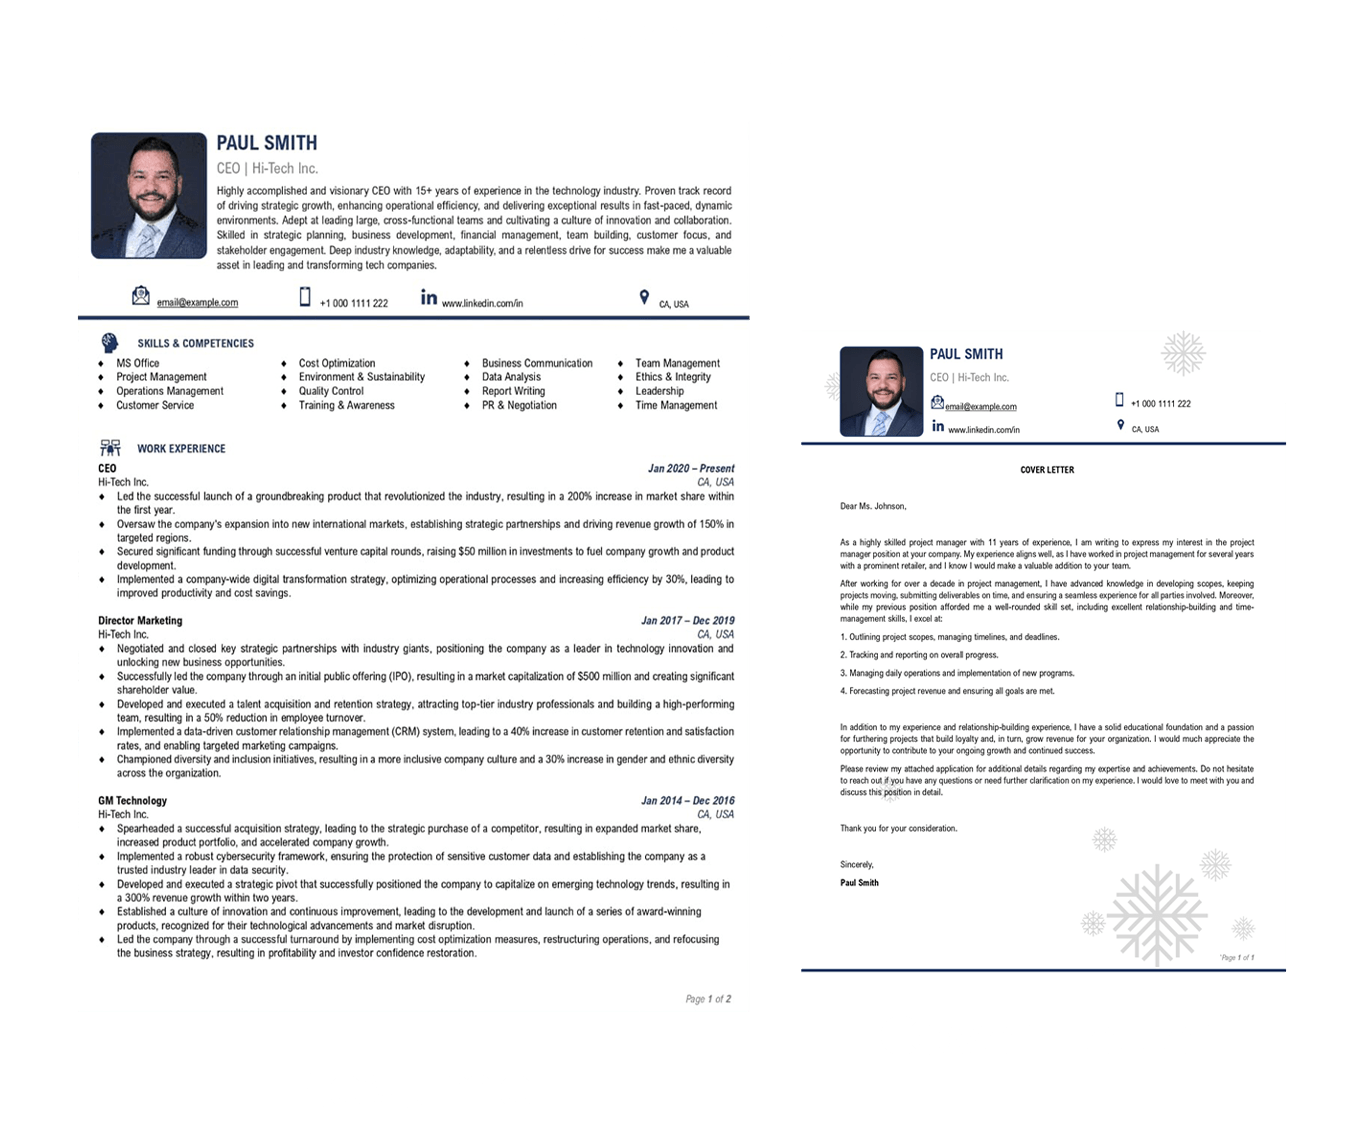 PAUL SMITH
CEO | Hi-Tech Inc.
Highly accomplished and visionary CEO with 15+ years of experience in the technology industry. Proven track record
of driving strategic growth, enhancing operational efficiency, and delivering exceptional results in fast-paced, dynamic
environments. Adept at leading large, cross-functional teams and cultivating a culture of innovation and collaboration.
Skilled in strategic planning, business development, financial management, team building, customer focus, and
stakeholder engagement. Deep industry knowledge, adaptability, and a relentless drive for success make me a valuable
asset in leading and transforming tech companies.
email@example.com +1 000 1111 222 in www.linkedin.com/in CA, USA
SKILLS & COMPETENCIES
♦ MS Office ♦ Cost Optimization ♦ Business Communication ♦ Team Management
♦ Project Management ♦ Environment & Sustainability ♦ Data Analysis ♦ Ethics & Integrity
♦ Operations Management ♦ Quality Control ♦ Report Writing ♦ Leadership
♦ Customer Service ♦ Training & Awareness ♦ PR & Negotiation ♦ Time Management
WORK EXPERIENCE
CEO Jan 2020 – Present
Hi-Tech Inc. CA, USA
♦ Led the successful launch of a groundbreaking product that revolutionized the industry, resulting in a 200% increase in market share within
the first year.
♦ Oversaw the company's expansion into new international markets, establishing strategic partnerships and driving revenue growth of 150% in
targeted regions.
♦ Secured significant funding through successful venture capital rounds, raising $50 million in investments to fuel company growth and product
development.
♦ Implemented a company-wide digital transformation strategy, optimizing operational processes and increasing efficiency by 30%, leading to
improved productivity and cost savings.
Director Marketing Jan 2017 – Dec 2019
Hi-Tech Inc. CA, USA
♦ Negotiated and closed key strategic partnerships with industry giants, positioning the company as a leader in technology innovation and
unlocking new business opportunities.
♦ Successfully led the company through an initial public offering (IPO), resulting in a market capitalization of $500 million and creating significant
shareholder value.
♦ Developed and executed a talent acquisition and retention strategy, attracting top-tier industry professionals and building a high-performing
team, resulting in a 50% reduction in employee turnover.
♦ Implemented a data-driven customer relationship management (CRM) system, leading to a 40% increase in customer retention and satisfaction
rates, and enabling targeted marketing campaigns.
♦ Championed diversity and inclusion initiatives, resulting in a more inclusive company culture and a 30% increase in gender and ethnic diversity
across the organization.
GM Technology Jan 2014 – Dec 2016
Hi-Tech Inc. CA, USA
♦ Spearheaded a successful acquisition strategy, leading to the strategic purchase of a competitor, resulting in expanded market share,
increased product portfolio, and accelerated company growth.
♦ Implemented a robust cybersecurity framework, ensuring the protection of sensitive customer data and establishing the company as a
trusted industry leader in data security.
♦ Developed and executed a strategic pivot that successfully positioned the company to capitalize on emerging technology trends, resulting in
a 300% revenue growth within two years.
♦ Established a culture of innovation and continuous improvement, leading to the development and launch of a series of award-winning
products, recognized for their technological advancements and market disruption.
♦ Led the company through a successful turnaround by implementing cost optimization measures, restructuring operations, and refocusing
the business strategy, resulting in profitability and investor confidence restoration.
Page 1 of 2
PAUL SMITH
CEO | Hi-Tech Inc.
email@example.com +1 000 1111 222
in www.linkedin.com/in CA, USA
COVER LETTER
Dear Ms. Johnson,
As a highly skilled project manager with 11 years of experience, I am writing to express my interest in the project
manager position at your company. My experience aligns well, as I have worked in project management for several years
with a prominent retailer, and I know I would make a valuable addition to your team.
After working for over a decade in project management, I have advanced knowledge in developing scopes, keeping
projects moving, submitting deliverables on time, and ensuring a seamless experience for all parties involved. Moreover,
while my previous position afforded me a well-rounded skill set, including excellent relationship-building and time-
management skills, I excel at:
1. Outlining project scopes, managing timelines, and deadlines.
2. Tracking and reporting on overall progress.
3. Managing daily operations and implementation of new programs.
4. Forecasting project revenue and ensuring all goals are met.
In addition to my experience and relationship-building experience, I have a solid educational foundation and a passion
for furthering projects that build loyalty and, in turn, grow revenue for your organization. I would much appreciate the
opportunity to contribute to your ongoing growth and continued success.
Please review my attached application for additional details regarding my expertise and achievements. Do not hesitate
to reach out if you have any questions or need further clarification on my experience. I would love to meet with you and
discuss this position in detail.
Thank you for your consideration.
Sincerely,
Paul Smith
Page 1 of 1